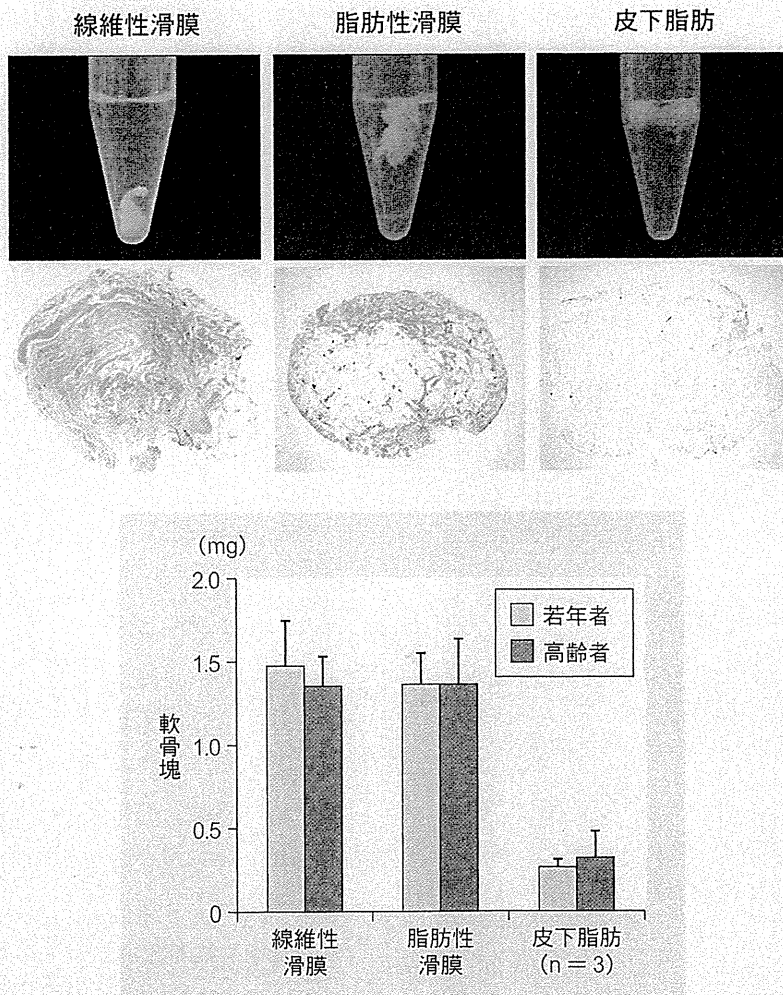 線維性滑膜
脂肪性滑膜
皮下脂肪
(mg)
2.0
1.5
1.0
0.5
0
軟骨塊
若年者
高齢者
線維性
滑膜
脂肪性
滑膜
皮下脂肪
(n = 3)